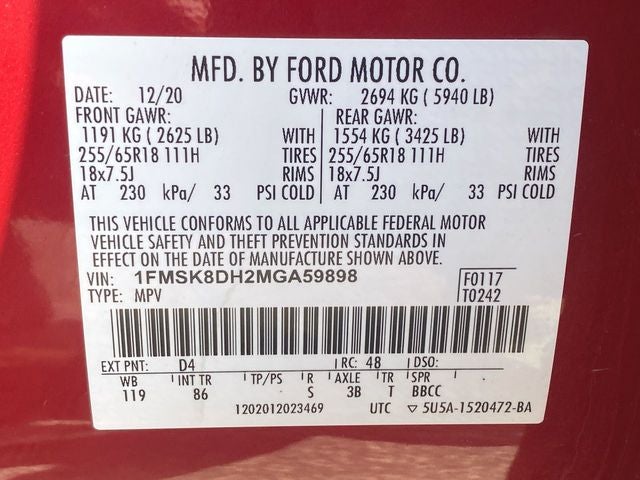 MFD. BY FORD MOTOR CO.
DATE: 12/20 GVWR: 2694 KG ( 5940 LB)
FRONT GAWR: REAR GAWR:
1191 KG ( 2625 LB) WITH 1554 KG ( 3425 LB) WITH
255/65R18 111H TIRES 255/65R18 111H TIRES
18x7.5J RIMS 18x7.5J RIMS
AT 230 kPa/ 33 PSI COLD AT 230 kPa/ 33 PSI COLD
THIS VEHICLE CONFORMS TO ALL APPLICABLE FEDERAL MOTOR
VEHICLE SAFETY AND THEFT PREVENTION STANDARDS IN
EFFECT ON THE DATE OF MANUFACTURE SHOWN ABOVE.
VIN: 1FMSK8DH2MGA59898 F0117
TYPE: MPV T0242
EXT PNT: D4 RC: 48 DSO:
WB INT TR TP/PS R AXLE TR SPR
119 86 S 3B T BBCC
1202012023469 UTC ▽ 5U5A-1520472-BA